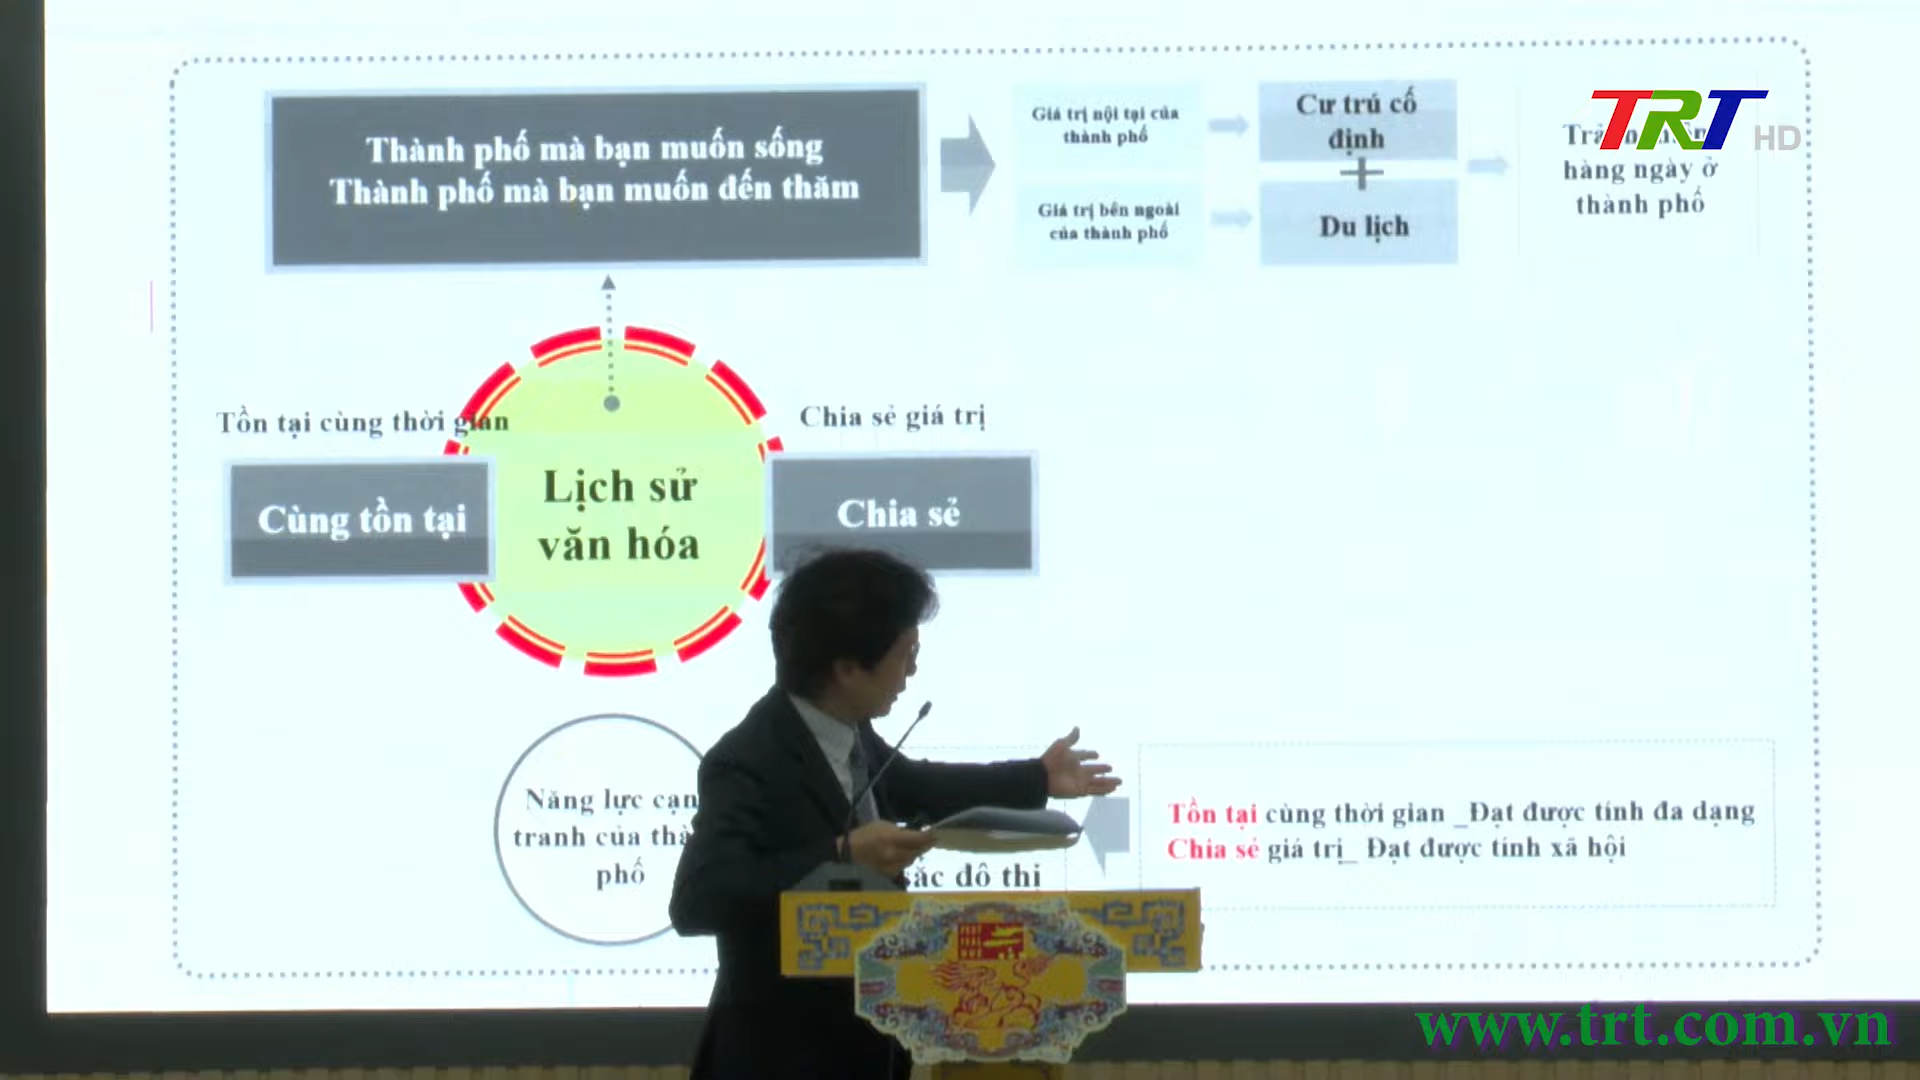 Thành phố mà bạn muốn sống
Thành phố mà bạn muốn đến thăm
Giá trị nội tại của
thành phố
Giá trị bên ngoài
của thành phố
Cư trú cố
định
+
Du lịch
TRT HD
hàng ngày ở
thành phố
Tồn tại cùng thời gian
Chia sẻ giá trị
Cùng tồn tại
Lịch sử
văn hóa
Chia sẻ
Năng lực cạn
tranh của
phố
đô thị
Tồn tại cùng thời gian _Đạt được tính đa dạng
Chia sẻ giá trị_ Đạt được tính xã hội
www.trt.com.vn